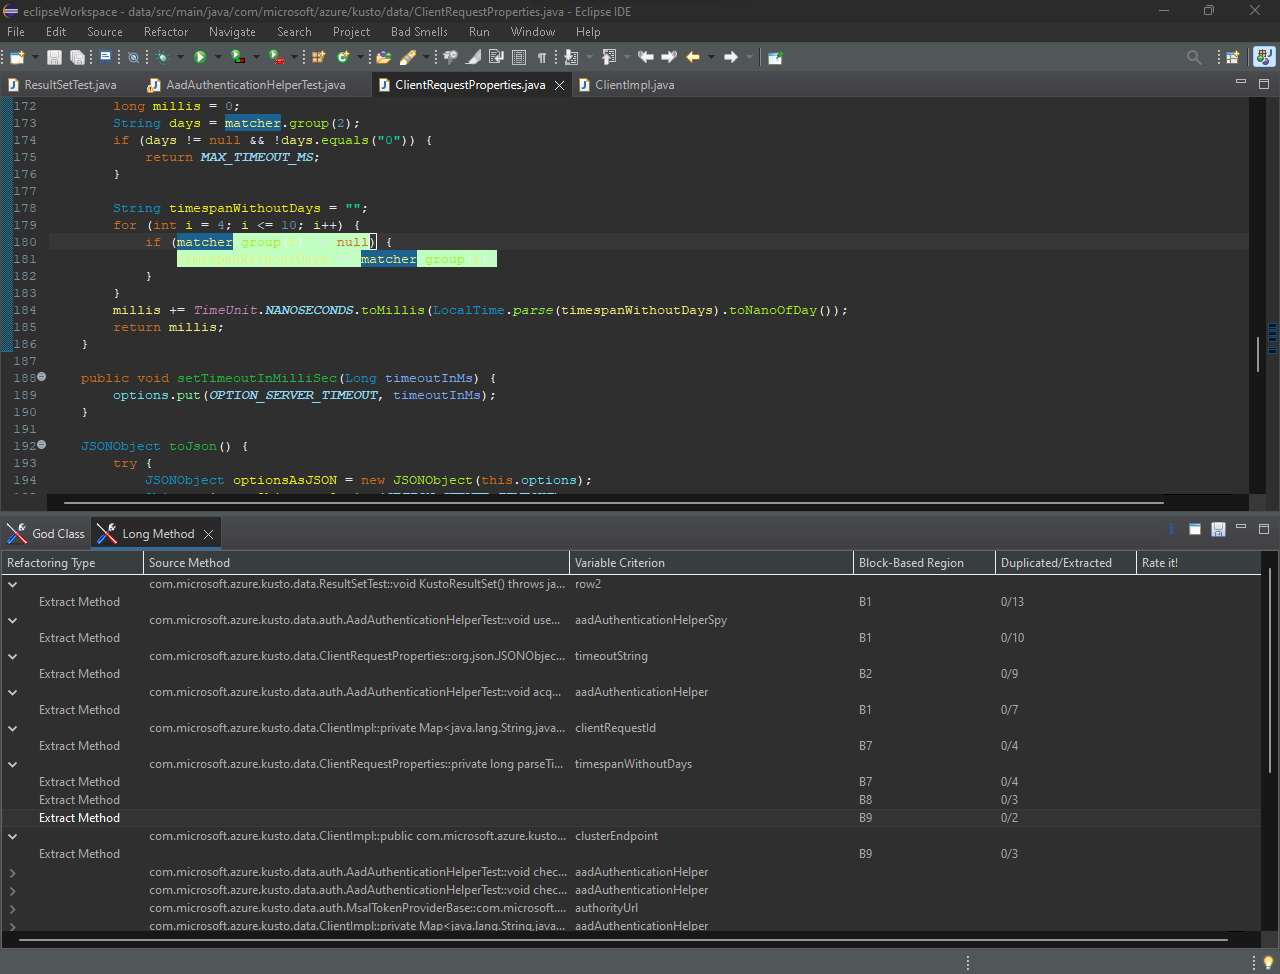 eclipseWorkspace - data/src/main/java/com/microsoft/azure/kusto/data/ClientRequestProperties.java - Eclipse IDE
File Edit Source Refactor Navigate Search Project Bad Smells Run Window Help
ResultSetTest.java AadAuthenticationHelperTest.java ClientRequestProperties.java ClientImpl.java
172 long millis = 0;
173 String days = matcher.group(2);
174 if (days != null && !days.equals("0")) {
175 return MAX_TIMEOUT_MS;
176 }
177
178 String timespanWithoutDays = "";
179 for (int i = 4; i <= 10; i++) {
180 if (matcher group null) {
181 timespanWithoutDays matcher group
182 }
183 }
184 millis += TimeUnit.NANOSECONDS.toMillis(LocalTime.parse(timespanWithoutDays).toNanoOfDay());
185 return millis;
186 }
187
188 public void setTimeoutInMilliSec(Long timeoutInMs) {
189 options.put(OPTION_SERVER_TIMEOUT, timeoutInMs);
190 }
191
192 JSONObject toJson() {
193 try {
194 JSONObject optionsAsJSON = new JSONObject(this.options);
God Class Long Method
Refactoring Type Source Method Variable Criterion Block-Based Region Duplicated/Extracted Rate it!
com.microsoft.azure.kusto.data.ResultSetTest::void KustoResultSet() throws ja... row2
Extract Method B1 0/13
com.microsoft.azure.kusto.data.auth.AadAuthenticationHelperTest::void use... aadAuthenticationHelperSpy
Extract Method B1 0/10
com.microsoft.azure.kusto.data.ClientRequestProperties::org.json.JSONObjec... timeoutString
Extract Method B2 0/9
com.microsoft.azure.kusto.data.auth.AadAuthenticationHelperTest::void acq... aadAuthenticationHelper
Extract Method B1 0/7
com.microsoft.azure.kusto.data.ClientImpl::private Map<java.lang.String,java... clientRequestId
Extract Method B7 0/4
com.microsoft.azure.kusto.data.ClientRequestProperties::private long parseTi... timespanWithoutDays
Extract Method B7 0/4
Extract Method B8 0/3
Extract Method B9 0/2
com.microsoft.azure.kusto.data.ClientImpl::public com.microsoft.azure.kusto... clusterEndpoint
Extract Method B9 0/3
com.microsoft.azure.kusto.data.auth.AadAuthenticationHelperTest::void chec... aadAuthenticationHelper
com.microsoft.azure.kusto.data.auth.AadAuthenticationHelperTest::void chec... aadAuthenticationHelper
com.microsoft.azure.kusto.data.auth.MsalTokenProviderBase::com.microsoft.... authorityUrl
com.microsoft.azure.kusto.data.ClientImpl::private Map<java.lang.String,java... aadAuthenticationHelper